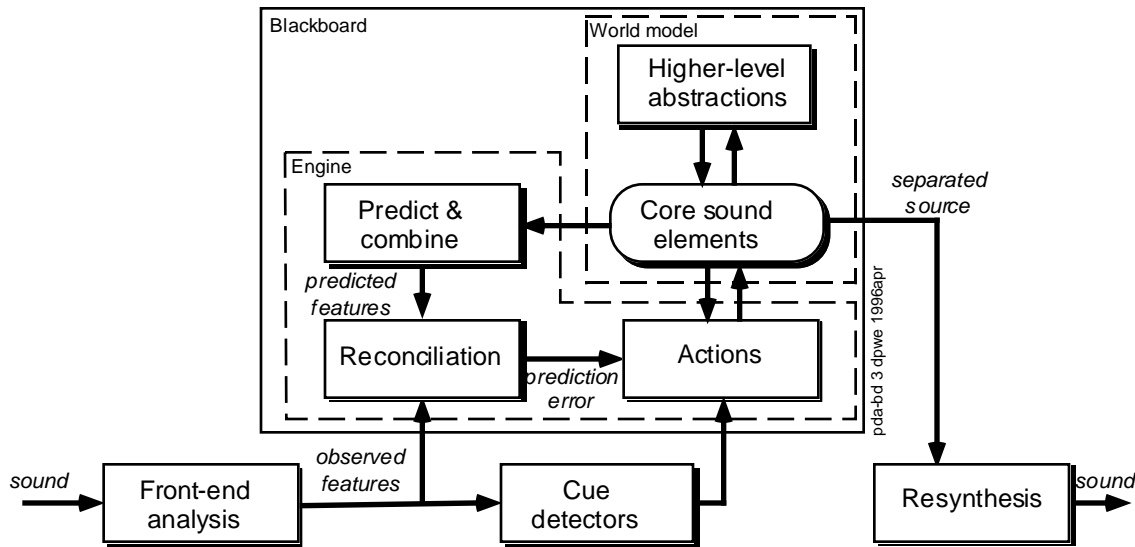 Blackboard
World model
Higher-level
abstractions
Engine
Predict &
combine
Core sound
elements
separated
source
predicted
features
Reconciliation
prediction
error
Actions
pda-bd 3 dpwe 1996apr
sound
Front-end
analysis
observed
features
Cue
detectors
Resynthesis
sound